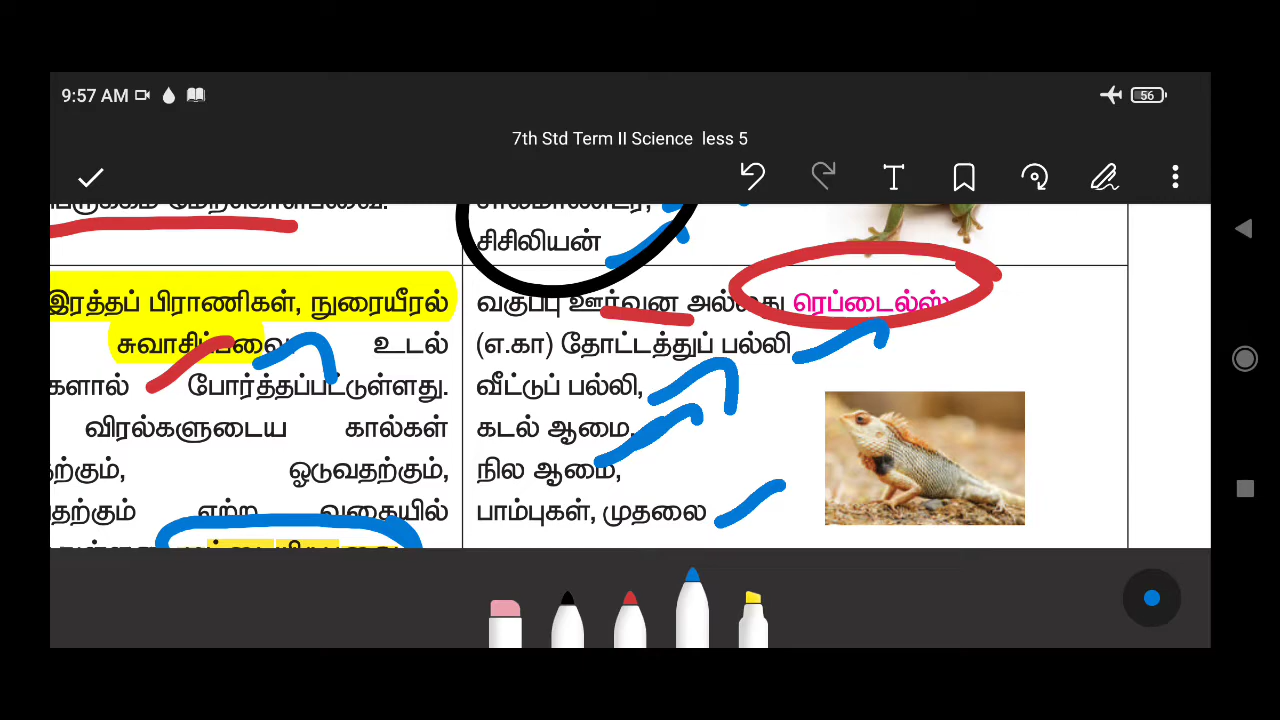 9:57 AM
56
7th Std Term II Science less 5
சிசிலியன்
இரத்தப் பிராணிகள், நுரையீரல்
சுவாசிப்பவை. உடல்
களால் போர்த்தப்பட்டுள்ளது.
விரல்களுடைய கால்கள்
தற்கும், ஓடுவதற்கும்,
தற்கும் ஏற்ற வகையில்
வகுப்பு ஊர்வன அல்லது ரெப்டைல்ஸ்
(எ.கா) தோட்டத்துப் பல்லி
வீட்டுப் பல்லி,
கடல் ஆமை,
நில ஆமை,
பாம்புகள், முதலை